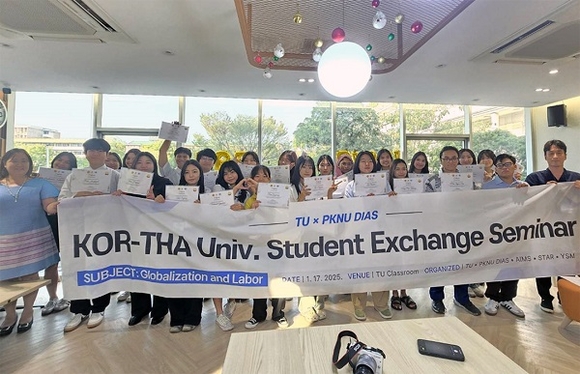 TU × PKNU DIAS
KOR-THA Univ. Student Exchange Seminar
SUBJECT: Globalization and Labor
DATE | 1. 17. 2025. VENUE | TU Classroom ORGANIZED | TU • PKNU DIAS • AIMS • STAR • YSM